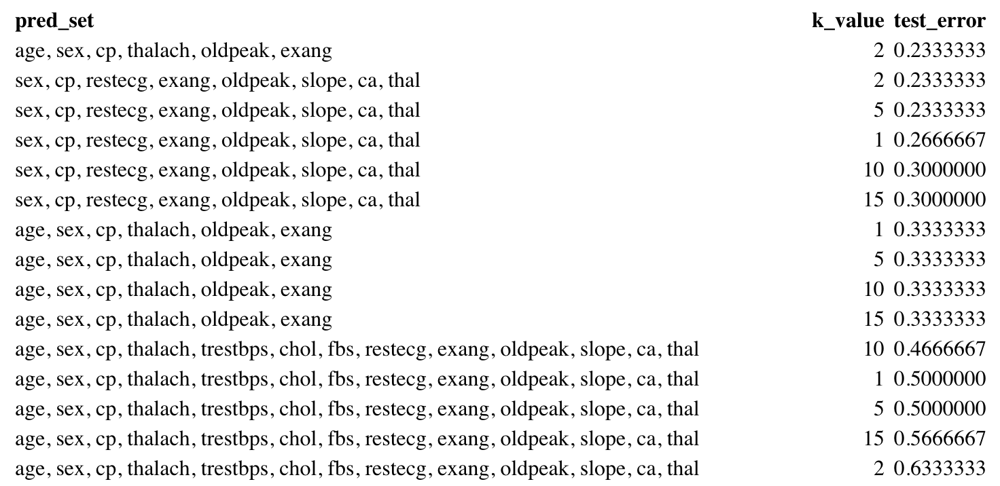 pred_set k_value test_error
age, sex, cp, thalach, oldpeak, exang 2 0.2333333
sex, cp, restecg, exang, oldpeak, slope, ca, thal 2 0.2333333
sex, cp, restecg, exang, oldpeak, slope, ca, thal 5 0.2333333
sex, cp, restecg, exang, oldpeak, slope, ca, thal 1 0.2666667
sex, cp, restecg, exang, oldpeak, slope, ca, thal 10 0.3000000
sex, cp, restecg, exang, oldpeak, slope, ca, thal 15 0.3000000
age, sex, cp, thalach, oldpeak, exang 1 0.3333333
age, sex, cp, thalach, oldpeak, exang 5 0.3333333
age, sex, cp, thalach, oldpeak, exang 10 0.3333333
age, sex, cp, thalach, oldpeak, exang 15 0.3333333
age, sex, cp, thalach, trestbps, chol, fbs, restecg, exang, oldpeak, slope, ca, thal 10 0.4666667
age, sex, cp, thalach, trestbps, chol, fbs, restecg, exang, oldpeak, slope, ca, thal 1 0.5000000
age, sex, cp, thalach, trestbps, chol, fbs, restecg, exang, oldpeak, slope, ca, thal 5 0.5000000
age, sex, cp, thalach, trestbps, chol, fbs, restecg, exang, oldpeak, slope, ca, thal 15 0.5666667
age, sex, cp, thalach, trestbps, chol, fbs, restecg, exang, oldpeak, slope, ca, thal 2 0.6333333